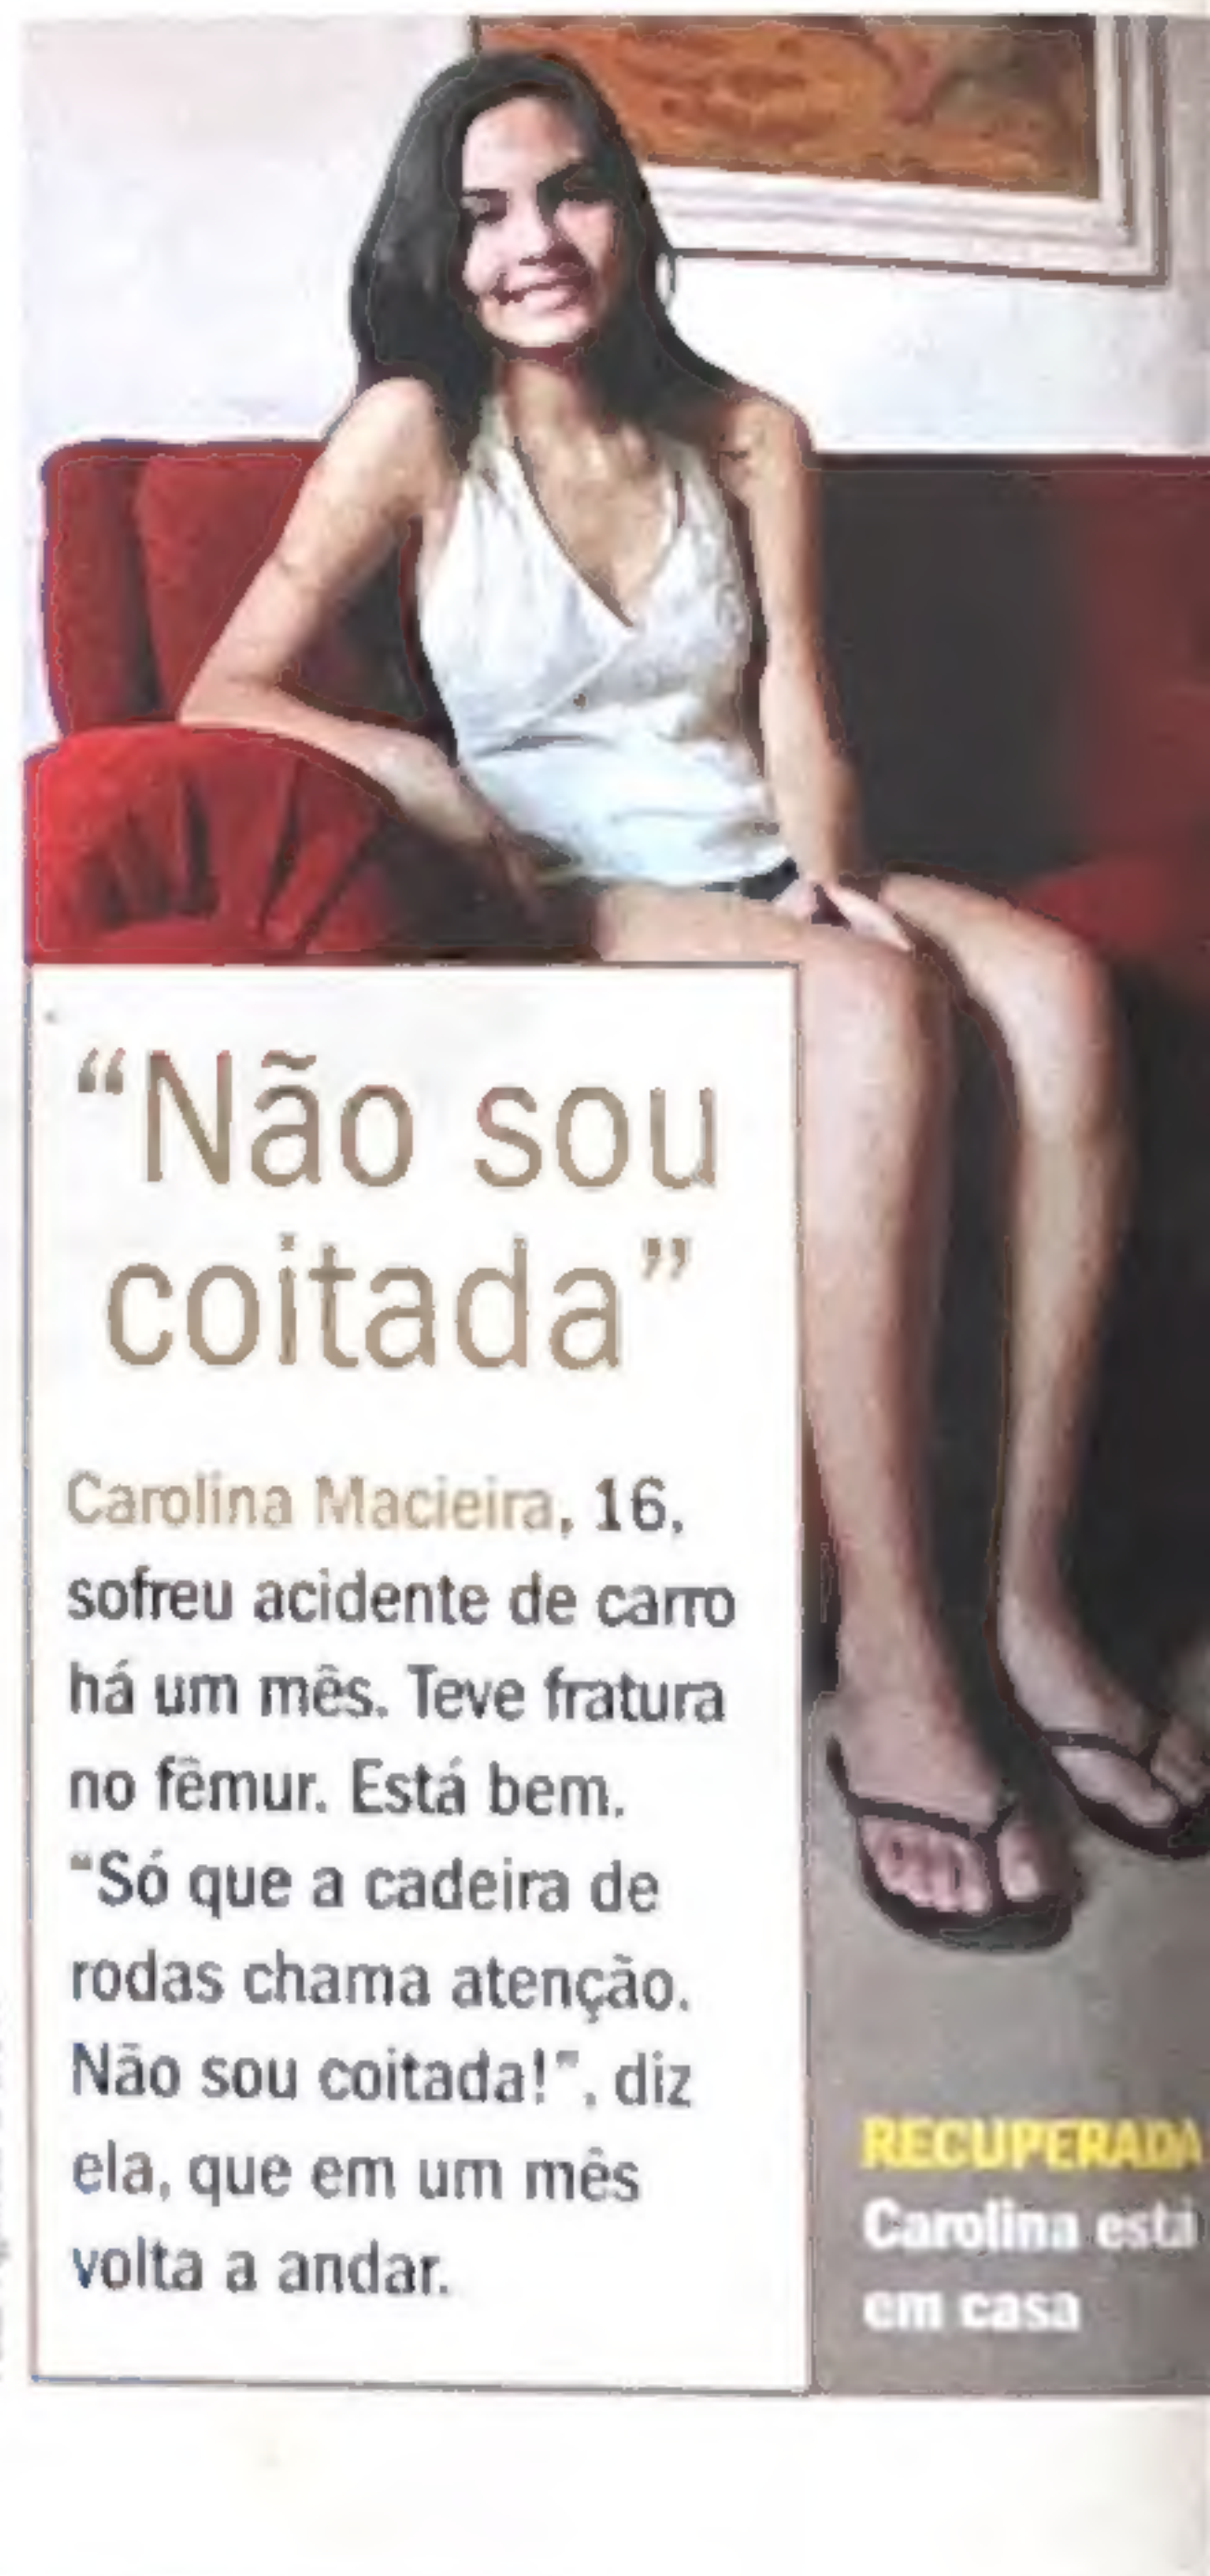 “Não sou
coitada”
Carolina Macieira, 16,
sofreu acidente de carro
há um mês. Teve fratura
no fêmur. Está bem.
“Só que a cadeira de
rodas chama atenção.
Não sou coitada!”, diz
ela, que em um mês
volta a andar.
RECUPERADA
Carolina está
em casa